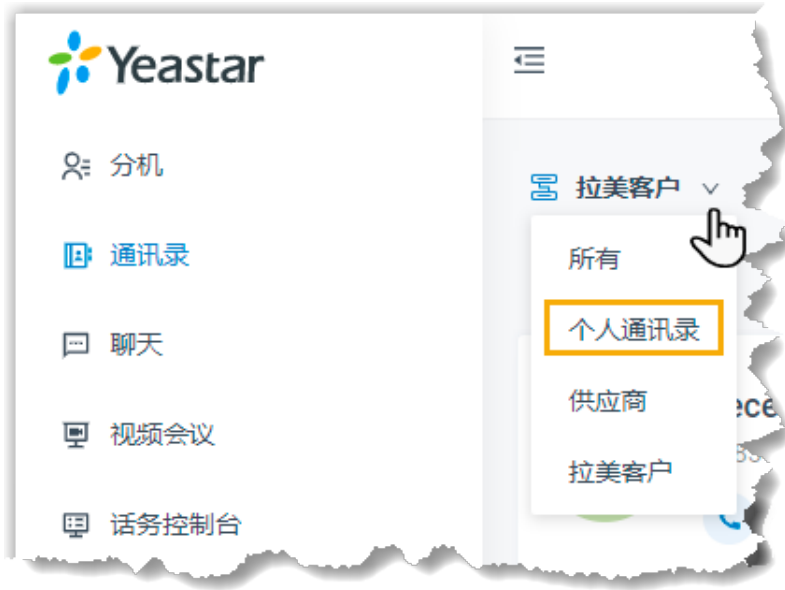 Yeastar
分机
通讯录
聊天
视频会议
话务控制台
拉美客户
所有
个人通讯录
供应商
拉美客户